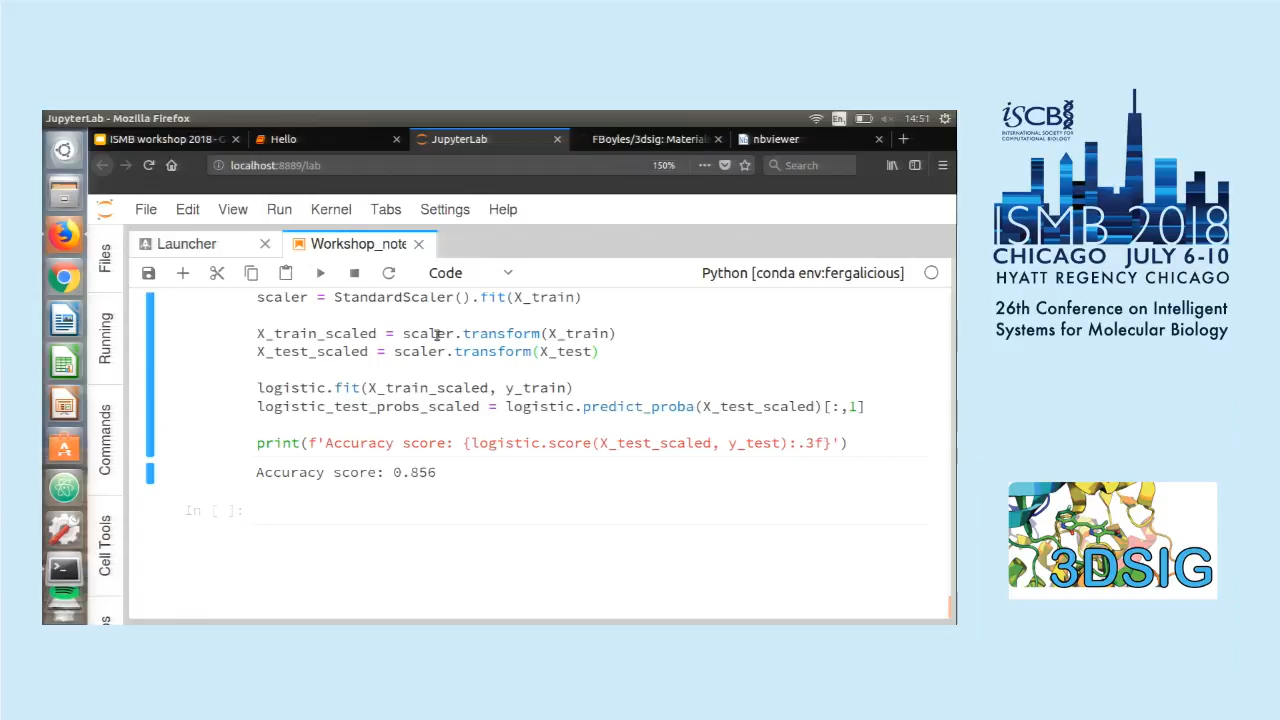 JupyterLab - Mozilla Firefox
En
14:51
ISMB workshop 2018 - G
Hello
JupyterLab
FBoyles/3dsig: Material
Nb nbviewer
localhost:8889/lab
150%
Search
File Edit View Run Kernel Tabs Settings Help
Launcher
Workshop_note
Code
Python [conda env:fergalicious]
Files
Running
Commands
Cell Tools
scaler = StandardScaler().fit(X_train)
X_train_scaled = scaler.transform(X_train)
X_test_scaled = scaler.transform(X_test)
logistic.fit(X_train_scaled, y_train)
logistic_test_probs_scaled = logistic.predict_proba(X_test_scaled)[:,1]
print(f'Accuracy score: {logistic.score(X_test_scaled, y_test):.3f}')
Accuracy score: 0.856
In [ ]:
iSCB
INTERNATIONAL SOCIETY FOR
COMPUTATIONAL BIOLOGY
ISMB 2018
CHICAGO JULY 6-10
HYATT REGENCY CHICAGO
26th Conference on Intelligent
Systems for Molecular Biology
3DSIG